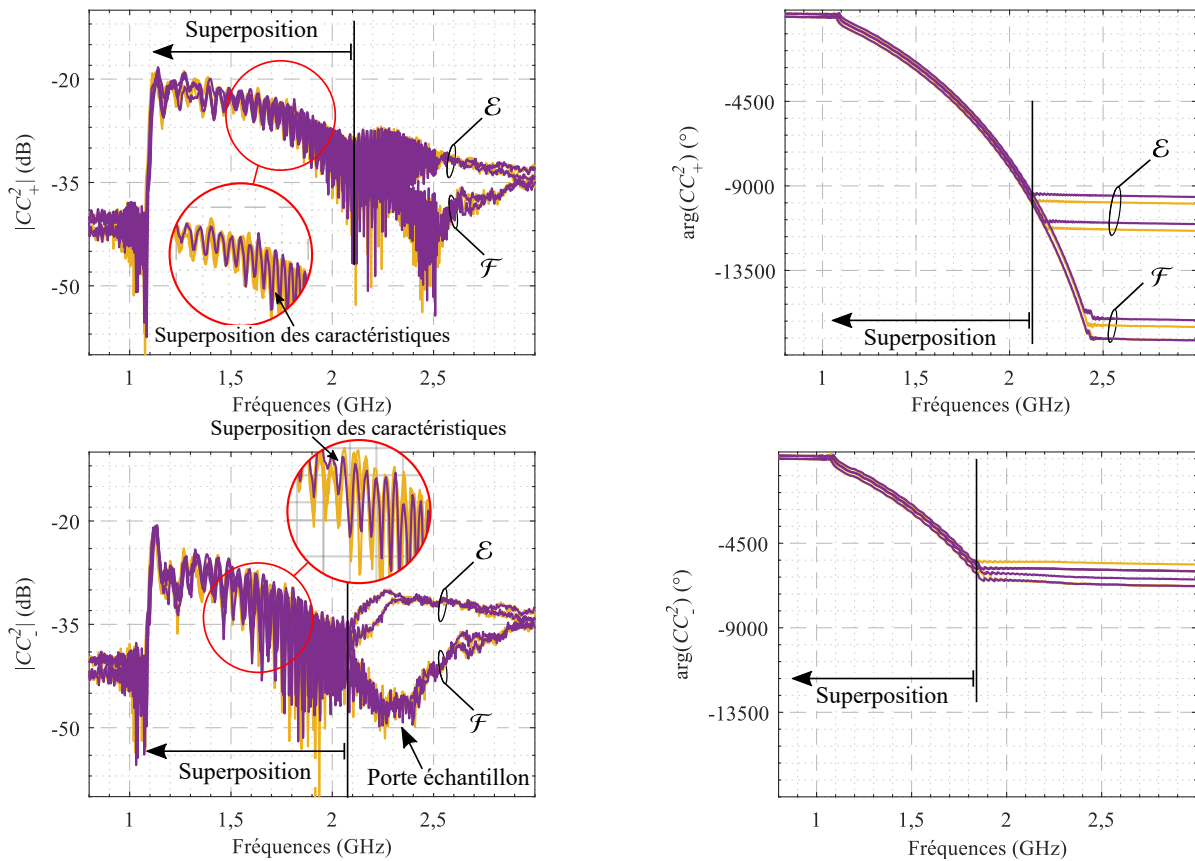 Superposition
-20
-35
-50
|CC²₊| (dB)
ℰ
ℱ
Superposition des caractéristiques
1
1,5
2
2,5
Fréquences (GHz)
-4500
-9000
-13500
arg(CC²₊) (°)
ℰ
ℱ
Superposition
1
1,5
2
2,5
Fréquences (GHz)
Superposition des caractéristiques
-20
-35
-50
|CC²₋| (dB)
ℰ
ℱ
Superposition
Porte échantillon
1
1,5
2
2,5
Fréquences (GHz)
-4500
-9000
-13500
arg(CC²₋) (°)
Superposition
1
1,5
2
2,5
Fréquences (GHz)